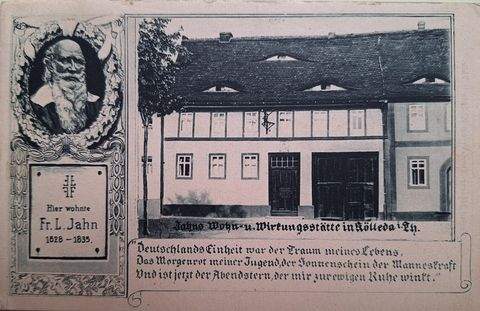 Hier wohnte
Fr. L. Jahn
1828 - 1835.
Jahns Wohn- u. Wirkungsstätte in Kölleda i. Th.
Deutschlands Einheit war der Traum meines Lebens,
Das Morgenrot meiner Jugend, der Sonnenschein der Manneskraft
Und ist jetzt der Abendstern, der mir zur ewigen Ruhe winkt."